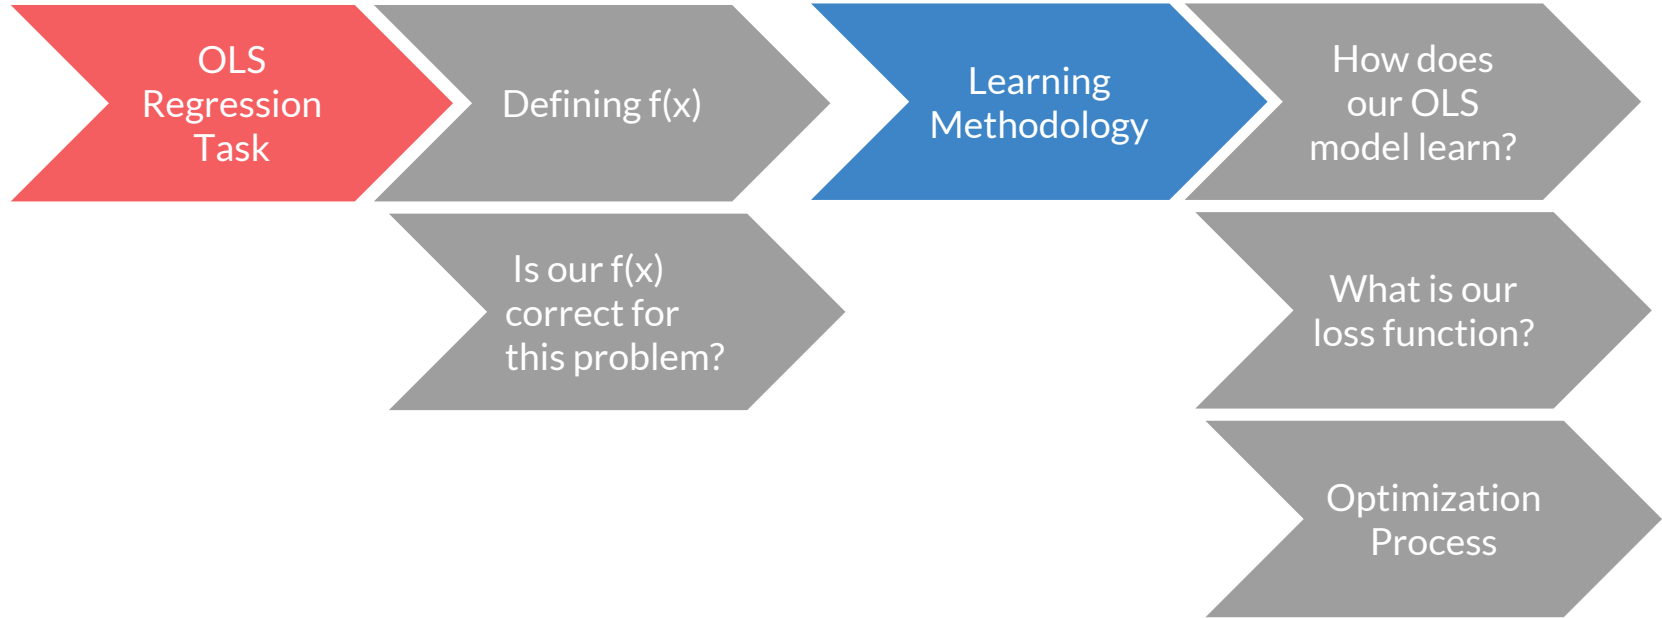 OLS
Regression
Task
Defining f(x)
Is our f(x)
correct for
this problem?
Learning
Methodology
How does
our OLS
model learn?
What is our
loss function?
Optimization
Process